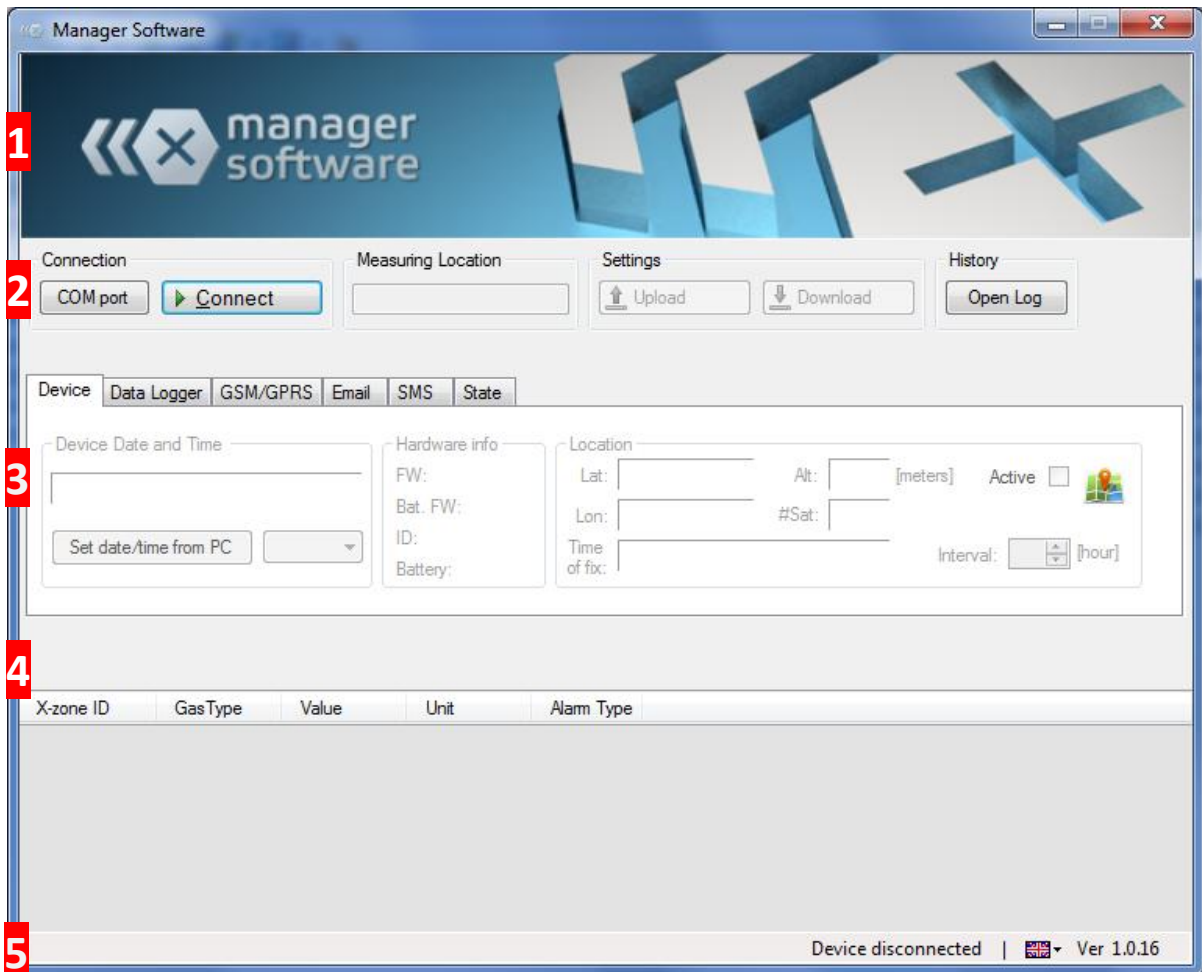 Manager Software
1
manager
software
Connection Measuring Location Settings History
2
COM port Connect Upload Download Open Log
Device Data Logger GSM/GPRS Email SMS State
Device Date and Time Hardware info Location
3
FW: Lat: Alt: [meters] Active
Bat. FW: Lon: #Sat:
Set date/time from PC ID: Time
of fix: Interval: [hour]
Battery:
4
X-zone ID GasType Value Unit Alarm Type
5
Device disconnected | Ver 1.0.16